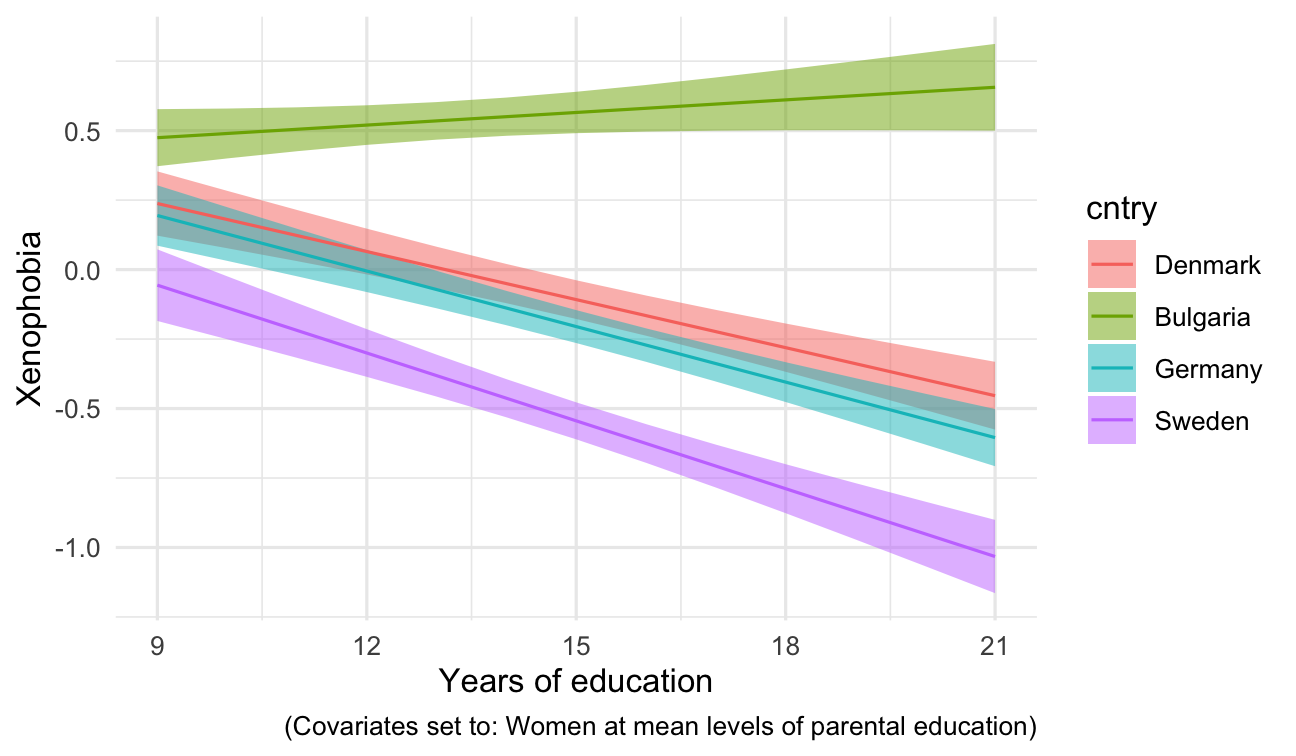 Xenophobia
0.5
0.0
-0.5
-1.0
9 12 15 18 21
Years of education
(Covariates set to: Women at mean levels of parental education)
cntry
Denmark
Bulgaria
Germany
Sweden